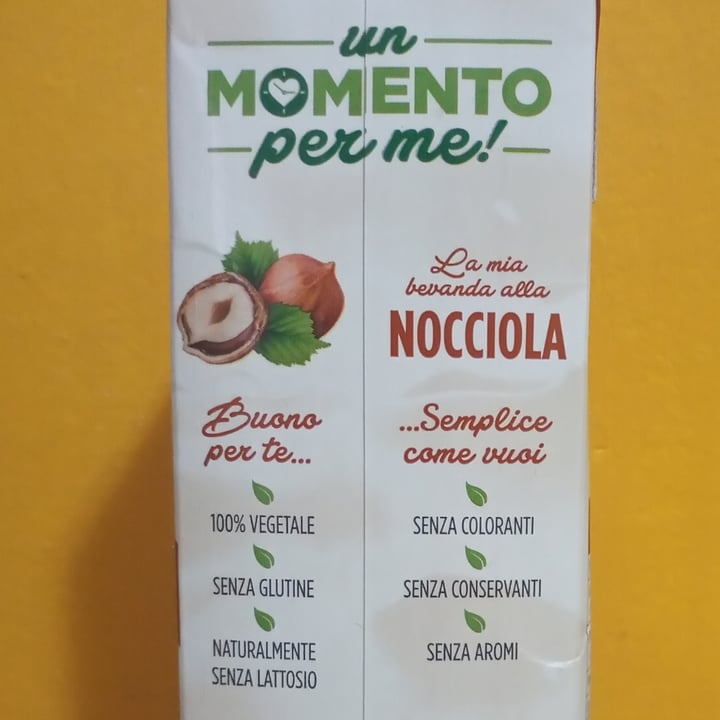 un
MOMENTO
per me!
La mia
bevanda alla
NOCCIOLA
Buono
per te...
100% VEGETALE
SENZA GLUTINE
NATURALMENTE
SENZA LATTOSIO
...Semplice
come vuoi
SENZA COLORANTI
SENZA CONSERVANTI
SENZA AROMI